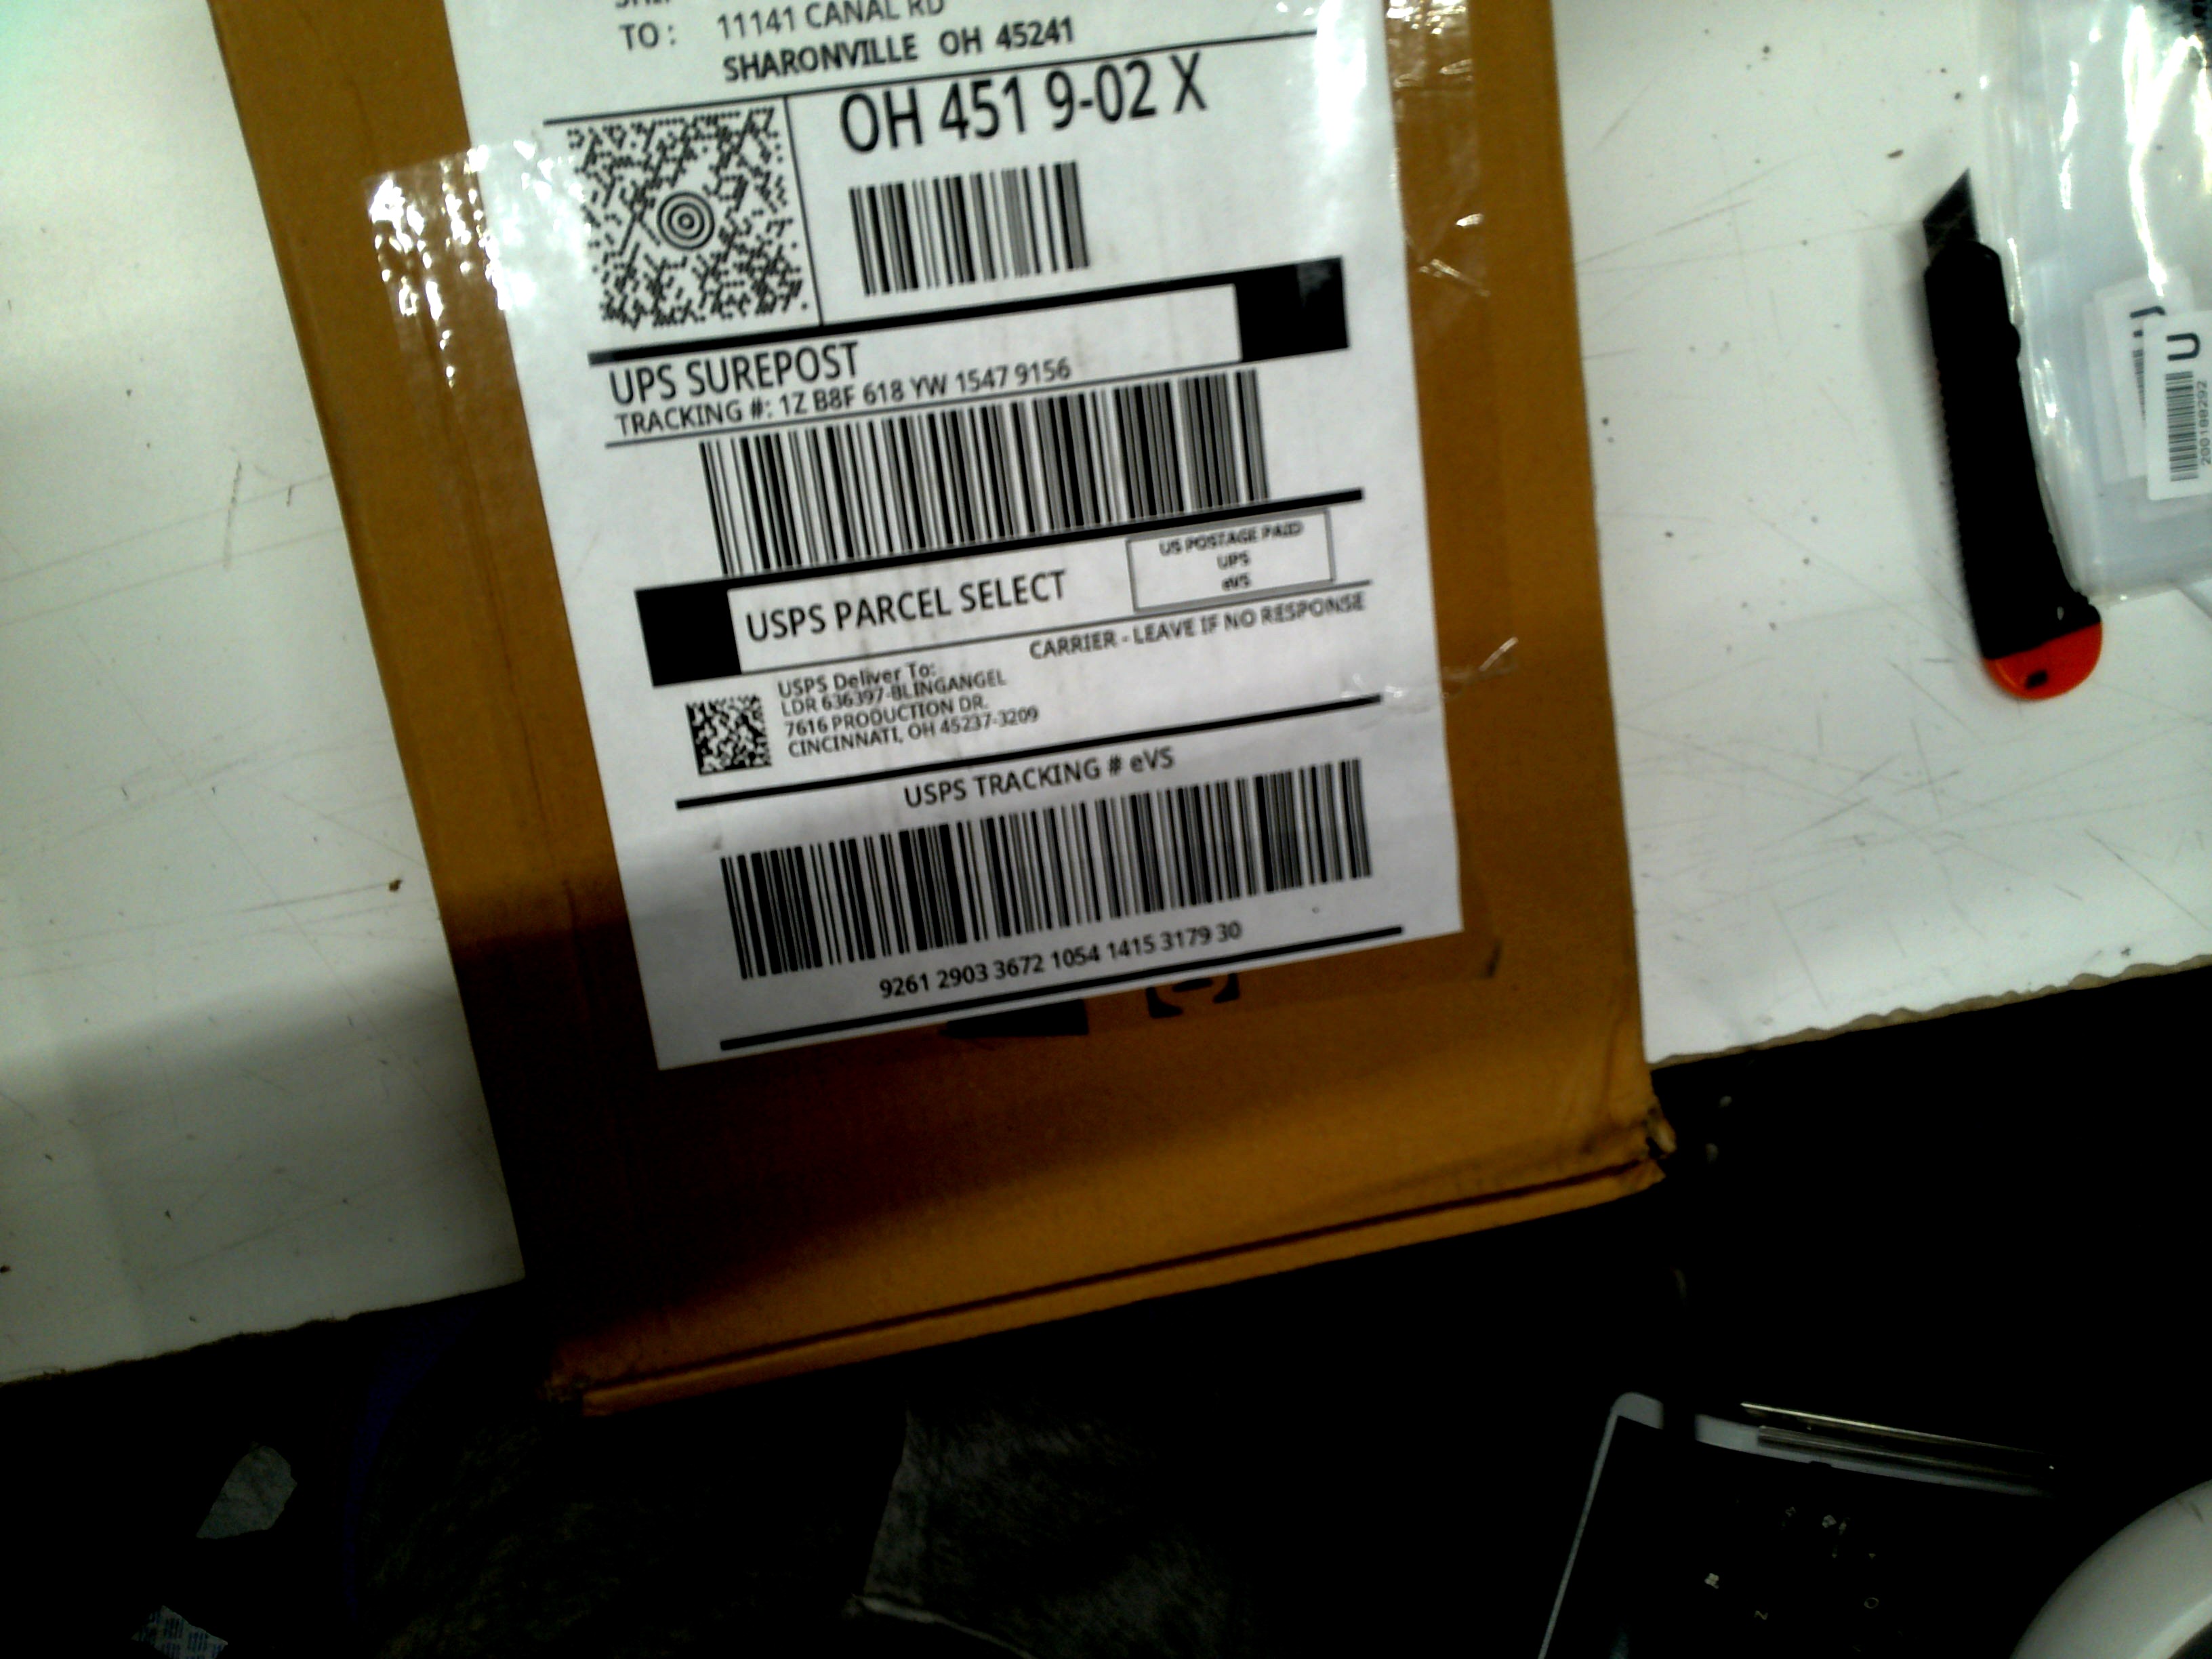 TO: 11141 CANAL RD
SHARONVILLE OH 45241
OH 451 9-02 X
UPS SUREPOST
TRACKING #: 1Z B8F 618 YW 1547 9156
USPS PARCEL SELECT
US POSTAGE PAID
UPS
eVS
CARRIER - LEAVE IF NO RESPONSE
USPS Deliver To:
LDR 636397-BLINGANGEL
7616 PRODUCTION DR.
CINCINNATI, OH 45237-3209
USPS TRACKING # eVS
9261 2903 3672 1054 1415 3179 30
U
200188292